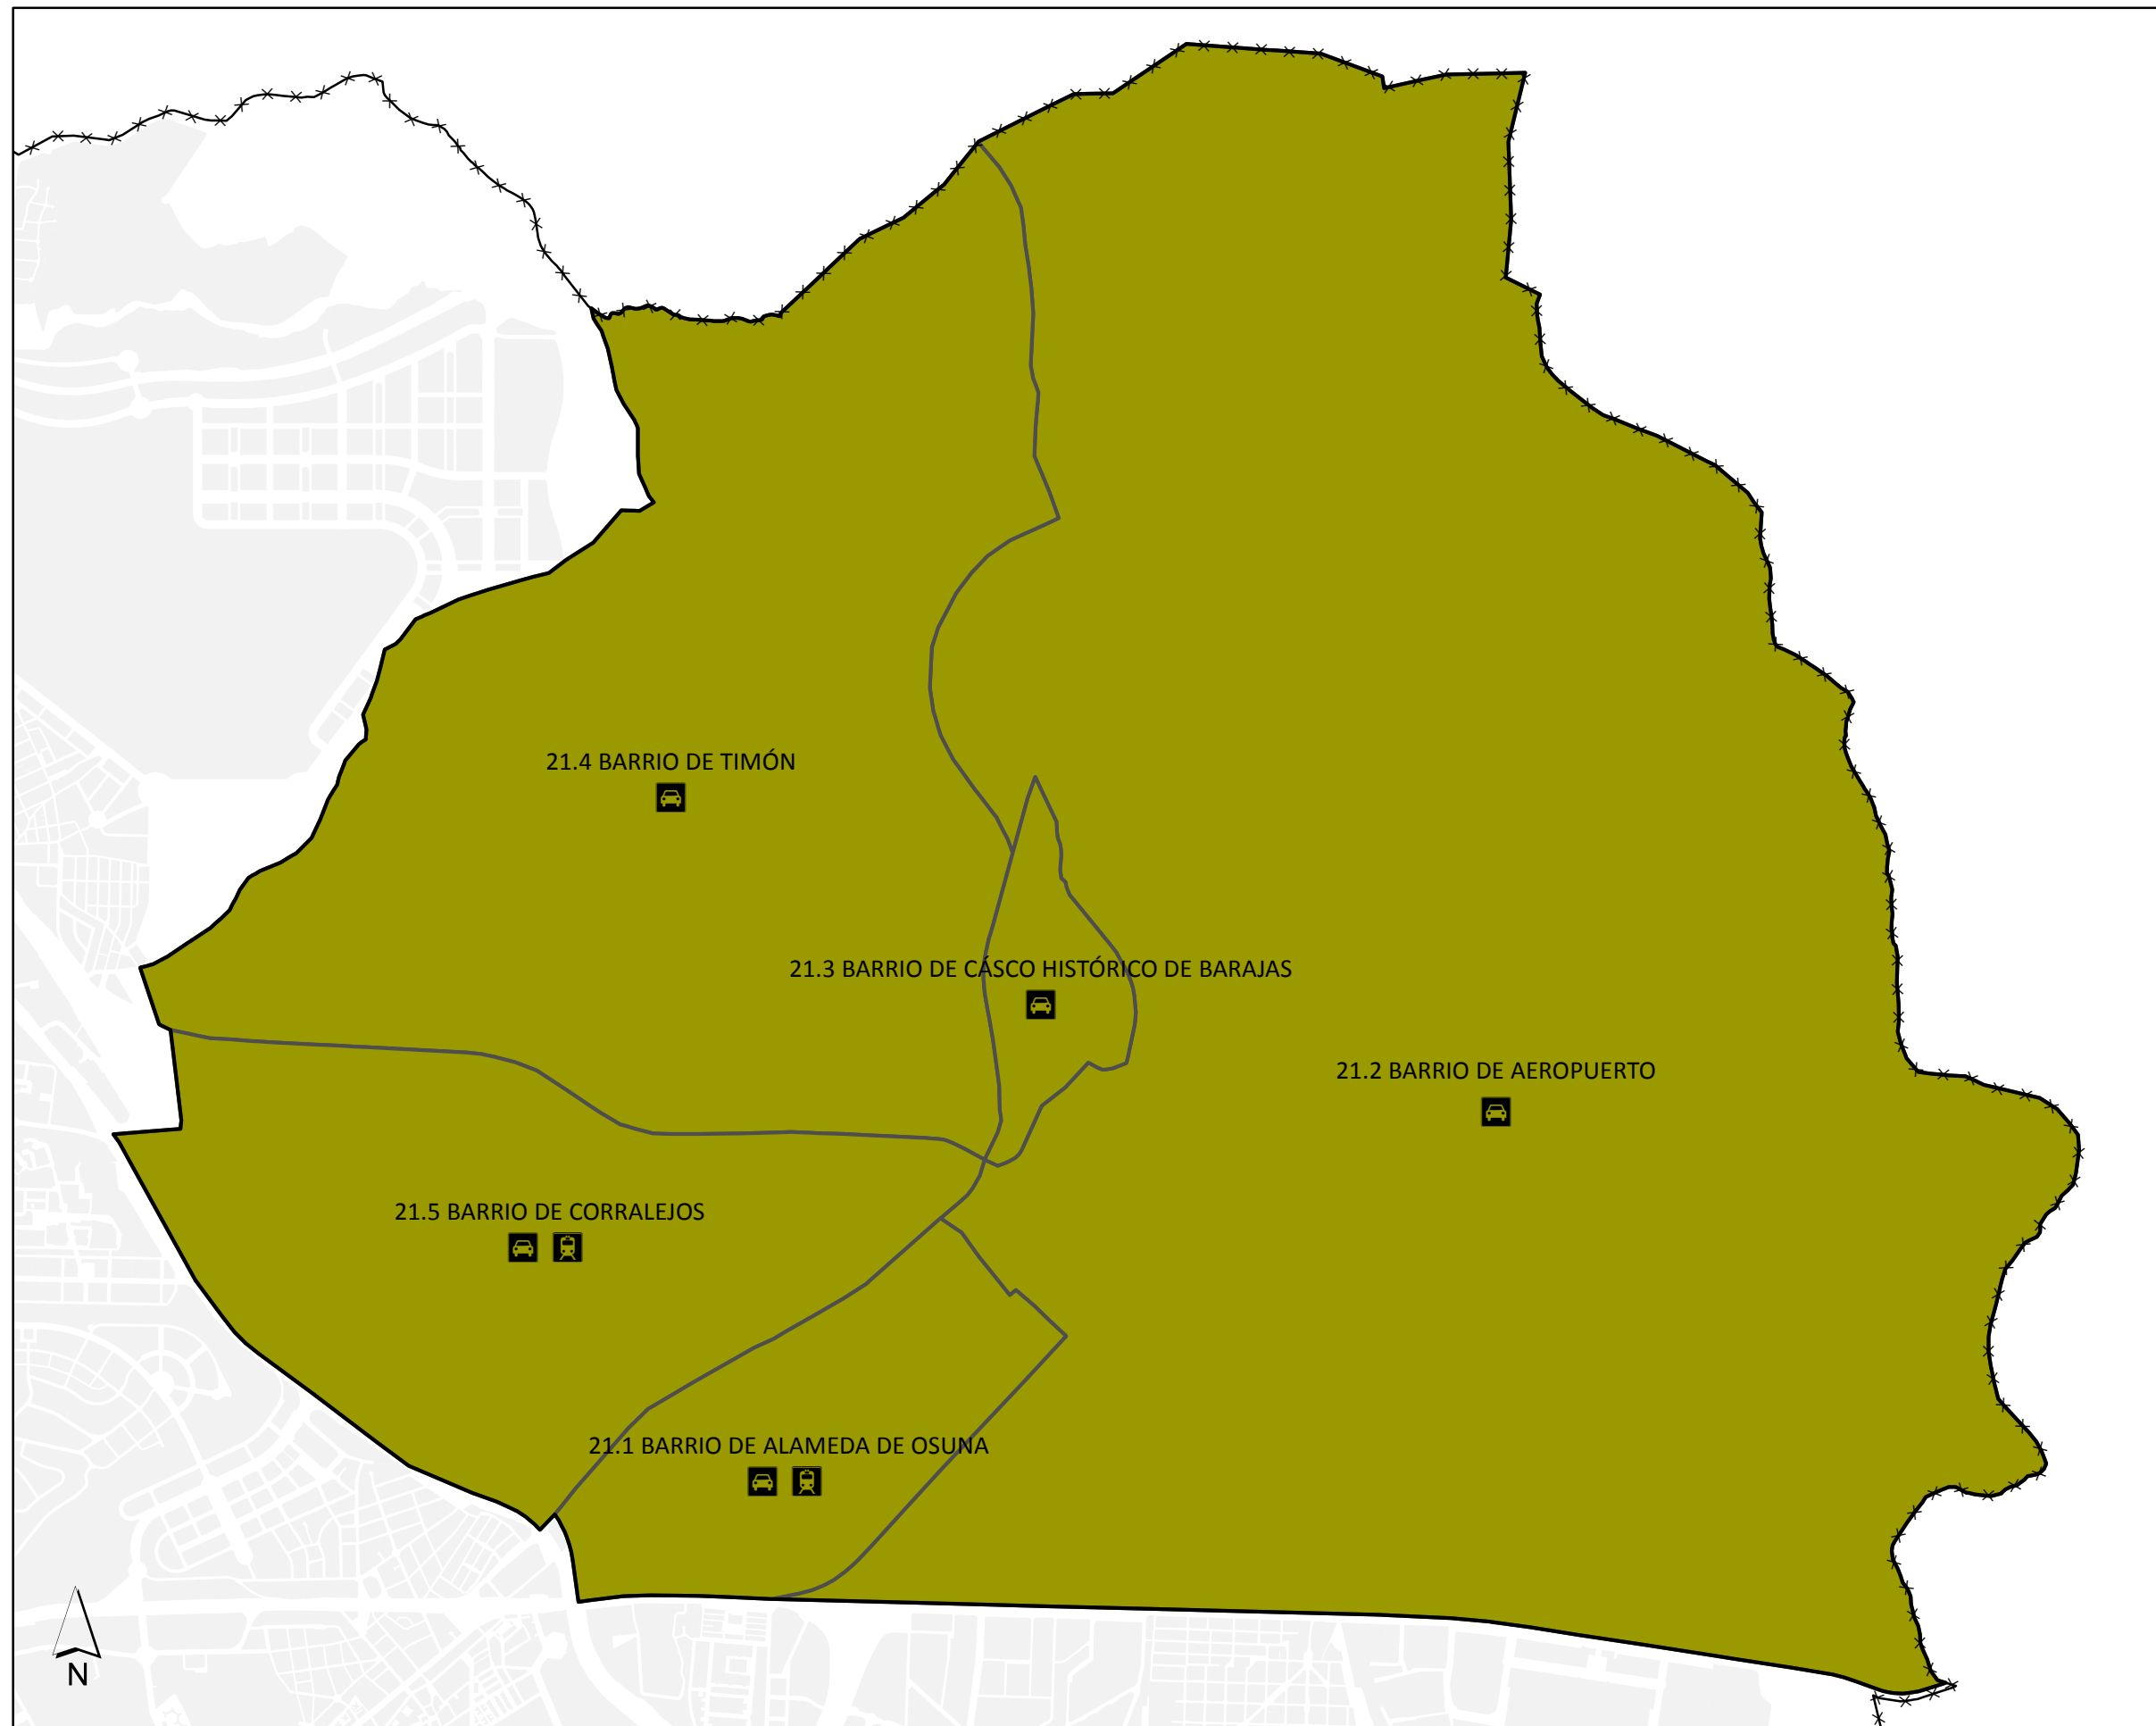 21.4 BARRIO DE TIMÓN
21.3 BARRIO DE CASCO HISTÓRICO DE BARAJAS
21.2 BARRIO DE AEROPUERTO
21.5 BARRIO DE CORRALEJOS
21.1 BARRIO DE ALAMEDA DE OSUNA
N